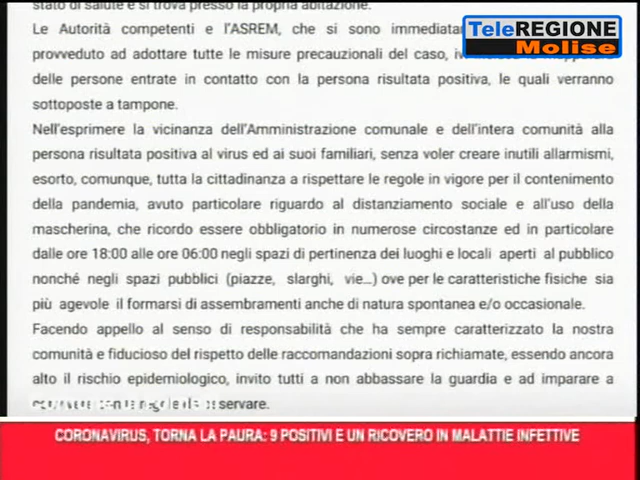 stato di salute e si trova presso la propria abitazione.
Le Autorità competenti e l'ASREM, che si sono
TeleREGIONE
Molise
provveduto ad adottare tutte le misure precauzionali del caso,
delle persone entrate in contatto con la persona risultata positiva, le quali verranno
sottoposte a tampone.
Nell'esprimere la vicinanza dell'Amministrazione comunale e dell'intera comunità alla
persona risultata positiva al virus ed ai suoi familiari, senza voler creare inutili allarmismi,
esorto, comunque, tutta la cittadinanza a rispettare le regole in vigore per il contenimento
della pandemia, avuto particolare riguardo al distanziamento sociale e all'uso della
mascherina, che ricordo essere obbligatorio in numerose circostanze ed in particolare
dalle ore 18:00 alle ore 06:00 negli spazi di pertinenza dei luoghi e locali aperti al pubblico
nonché negli spazi pubblici (piazze, slarghi, vie...) ove per le caratteristiche fisiche sia
più agevole il formarsi di assembramenti anche di natura spontanea e/o occasionale.
Facendo appello al senso di responsabilità che ha sempre caratterizzato la nostra
comunità e fiducioso del rispetto delle raccomandazioni sopra richiamate, essendo ancora
alto il rischio epidemiologico, invito tutti a non abbassare la guardia e ad imparare a
CORONAVIRUS, TORNA LA PAURA: 9 POSITIVI E UN RICOVERO IN MALATTIE INFETTIVE